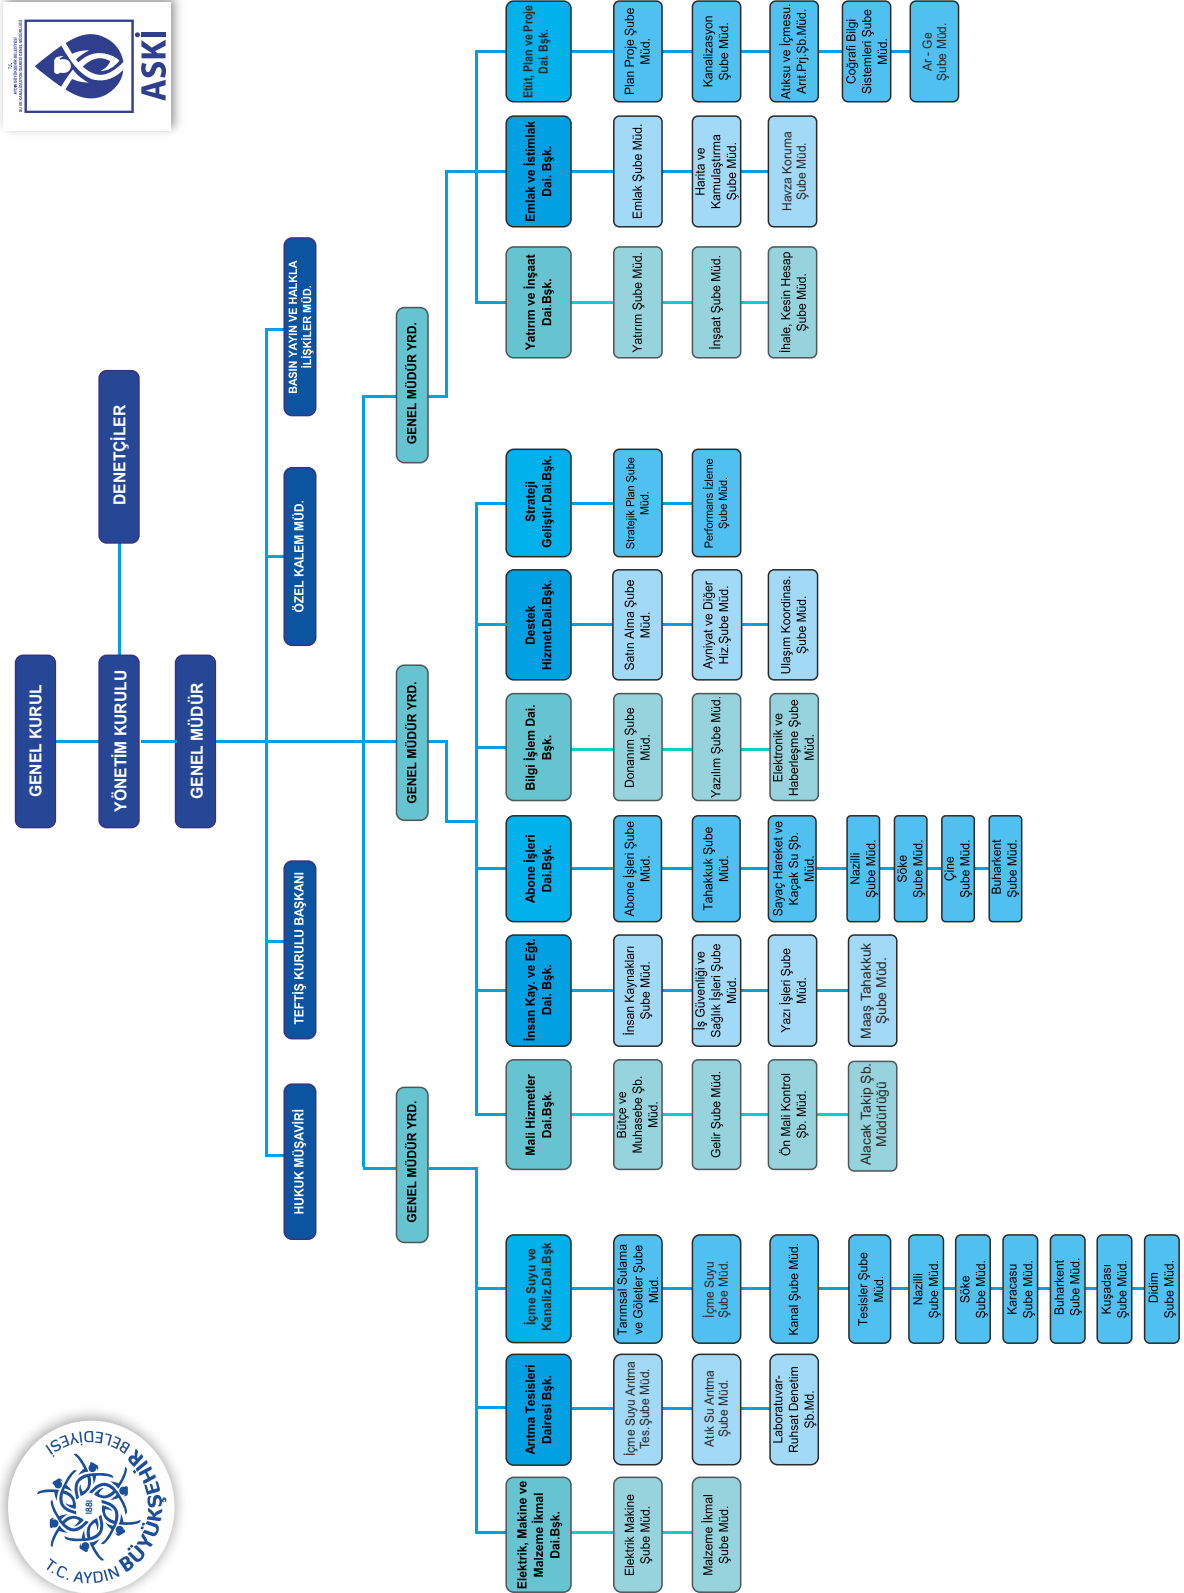 T.C. AYDIN BÜYÜKŞEHİR BELEDİYESİ
1881
T.C.
AYDIN BÜYÜKŞEHİR BELEDİYESİ
SU VE KANALİZASYON İDARESİ GENEL MÜDÜRLÜĞÜ
ASKİ
GENEL KURUL
YÖNETİM KURULU
DENETÇİLER
GENEL MÜDÜR
HUKUK MÜŞAVİRİ
TEFTİŞ KURULU BAŞKANI
ÖZEL KALEM MÜD.
BASIN YAYIN VE HALKLA
İLİŞKİLER MÜD.
GENEL MÜDÜR YRD.
GENEL MÜDÜR YRD.
GENEL MÜDÜR YRD.
Elektrik, Makine ve
Malzeme İkmal
Dai.Bşk.
Elektrik Makine
Şube Müd.
Malzeme İkmal
Şube Müd.
Arıtma Tesisleri
Dairesi Bşk.
İçme Suyu Arıtma
Tes.Şube Müd.
Atık Su Arıtma
Şube Müd.
Laboratuvar-
Ruhsat Denetim
Şb.Md.
İçme Suyu ve
Kanaliz.Dai.Bşk
Tarımsal Sulama
ve Göletler Şube
Müd.
İçme Suyu
Şube Müd.
Kanal Şube Müd.
Tesisler Şube
Müd.
Nazilli
Şube Müd.
Söke
Şube Müd.
Karacasu
Şube Müd.
Buharkent
Şube Müd.
Kuşadası
Şube Müd.
Didim
Şube Müd.
Mali Hizmetler
Dai.Bşk.
Bütçe ve
Muhasebe Şb.
Müd.
Gelir Şube Müd.
Ön Mali Kontrol
Şb. Müd.
Alacak Takip Şb.
Müdürlüğü
İnsan Kay. ve Eğt.
Dai. Bşk.
İnsan Kaynakları
Şube Müd.
İş Güvenliği ve
Sağlık İşleri Şube
Müd.
Yazı İşleri Şube
Müd.
Maaş Tahakkuk
Şube Müd.
Abone İşleri
Dai.Bşk.
Abone İşleri Şube
Müd.
Tahakkuk Şube
Müd.
Sayaç Hareket ve
Kaçak Su Şb.
Müd.
Nazilli
Şube Müd.
Söke
Şube Müd.
Çine
Şube Müd.
Buharkent
Şube Müd.
Bilgi İşlem Dai.
Bşk.
Donanım Şube
Müd.
Yazılım Şube Müd.
Elektronik ve
Haberleşme Şube
Müd.
Destek
Hizmet.Dai.Bşk.
Satın Alma Şube
Müd.
Ayniyat ve Diğer
Hiz.Şube Müd.
Ulaşım Koordinas.
Şube Müd.
Strateji
Geliştir.Dai.Bşk.
Stratejik Plan Şube
Müd.
Performans İzleme
Şube Müd.
Yatırım ve İnşaat
Dai.Bşk.
Yatırım Şube Müd.
İnşaat Şube Müd.
İhale, Kesin Hesap
Şube Müd.
Emlak ve İstimlak
Dai. Bşk.
Emlak Şube Müd.
Harita ve
Kamulaştırma
Şube Müd.
Havza Koruma
Şube Müd.
Etüt, Plan ve Proje
Dai. Bşk.
Plan Proje Şube
Müd.
Kanalizasyon
Şube Müd.
Atıksu ve İçmesu.
Arıt.Prj.Şb.Müd.
Coğrafi Bilgi
Sistemleri Şube
Müd.
Ar - Ge
Şube Müd.